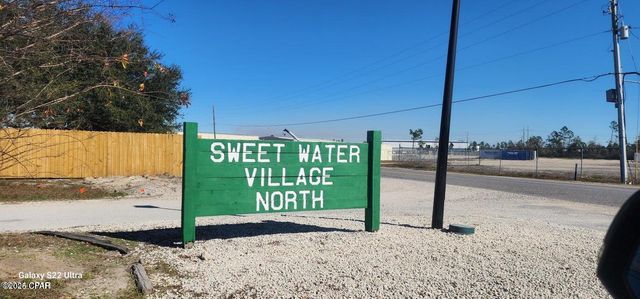 SWEET WATER
VILLAGE
NORTH
Galaxy S22 Ultra
©2026 CPAR